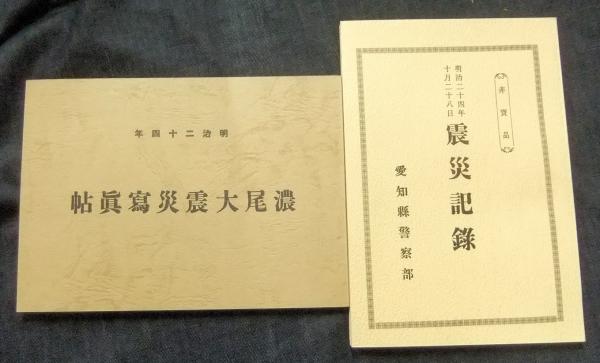 明治二十四年
濃尾大震災寫眞帖
非賣品
明治二十四年
十月二十八日
震災記錄
愛知縣警察部